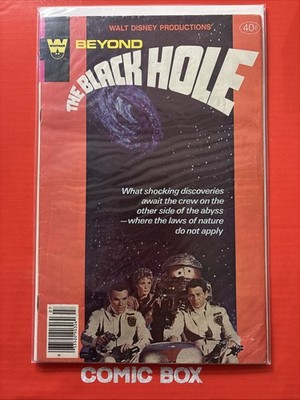 WALT DISNEY PRODUCTIONS'
40¢
BEYOND
THE BLACK HOLE
What shocking discoveries
await the crew on the
other side of the abyss
—where the laws of nature
do not apply
COMIC BOX